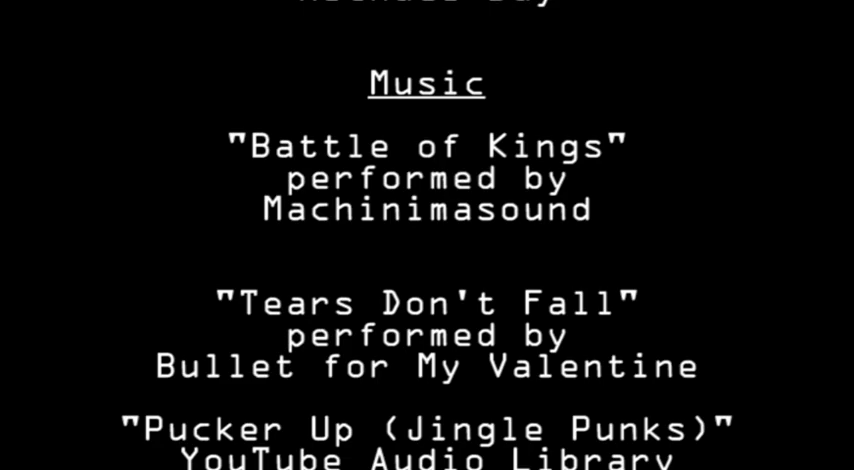 Music
"Battle of Kings"
performed by
Machinimasound
"Tears Don't Fall"
performed by
Bullet for My Valentine
"Pucker Up (Jingle Punks)"
YouTube Audio Library